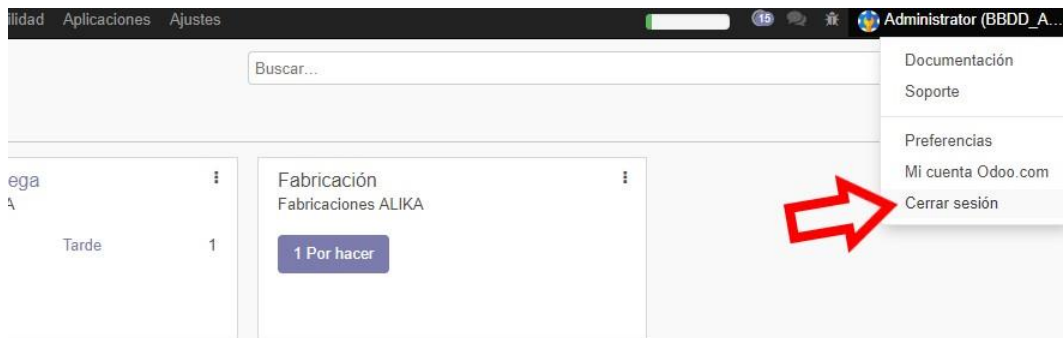 ilidad Aplicaciones Ajustes 15 Administrator (BBDD_A...
Buscar...
Documentación
Soporte
Preferencias
Mi cuenta Odoo.com
Cerrar sesión
ega
A
Tarde 1
Fabricación
Fabricaciones ALIKA
1 Por hacer